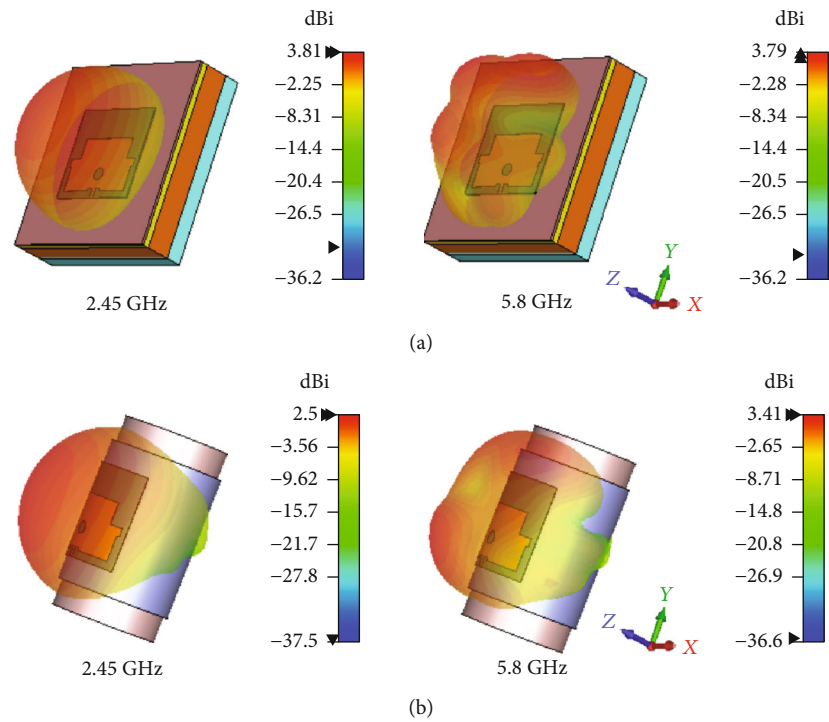 dBi
3.81
−2.25
−8.31
−14.4
−20.5
−26.5
−36.2
2.45 GHz
dBi
3.79
−2.28
−8.34
−14.4
−20.5
−26.5
−36.2
5.8 GHz
Y
Z
X
(a)
dBi
2.5
−3.56
−9.62
−15.7
−21.7
−27.8
−37.5
2.45 GHz
dBi
3.41
−2.65
−8.71
−14.8
−20.8
−26.9
−36.6
5.8 GHz
Y
Z
X
(b)